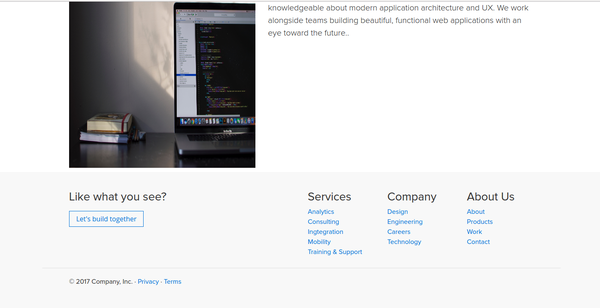 knowledgeable about modern application architecture and UX. We work
alongside teams building beautiful, functional web applications with an
eye toward the future..
Like what you see?
Let's build together
Services
Analytics
Consulting
Ingtegration
Mobility
Training & Support
Company
Design
Engineering
Careers
Technology
About Us
About
Products
Work
Contact
© 2017 Company, Inc. · Privacy · Terms